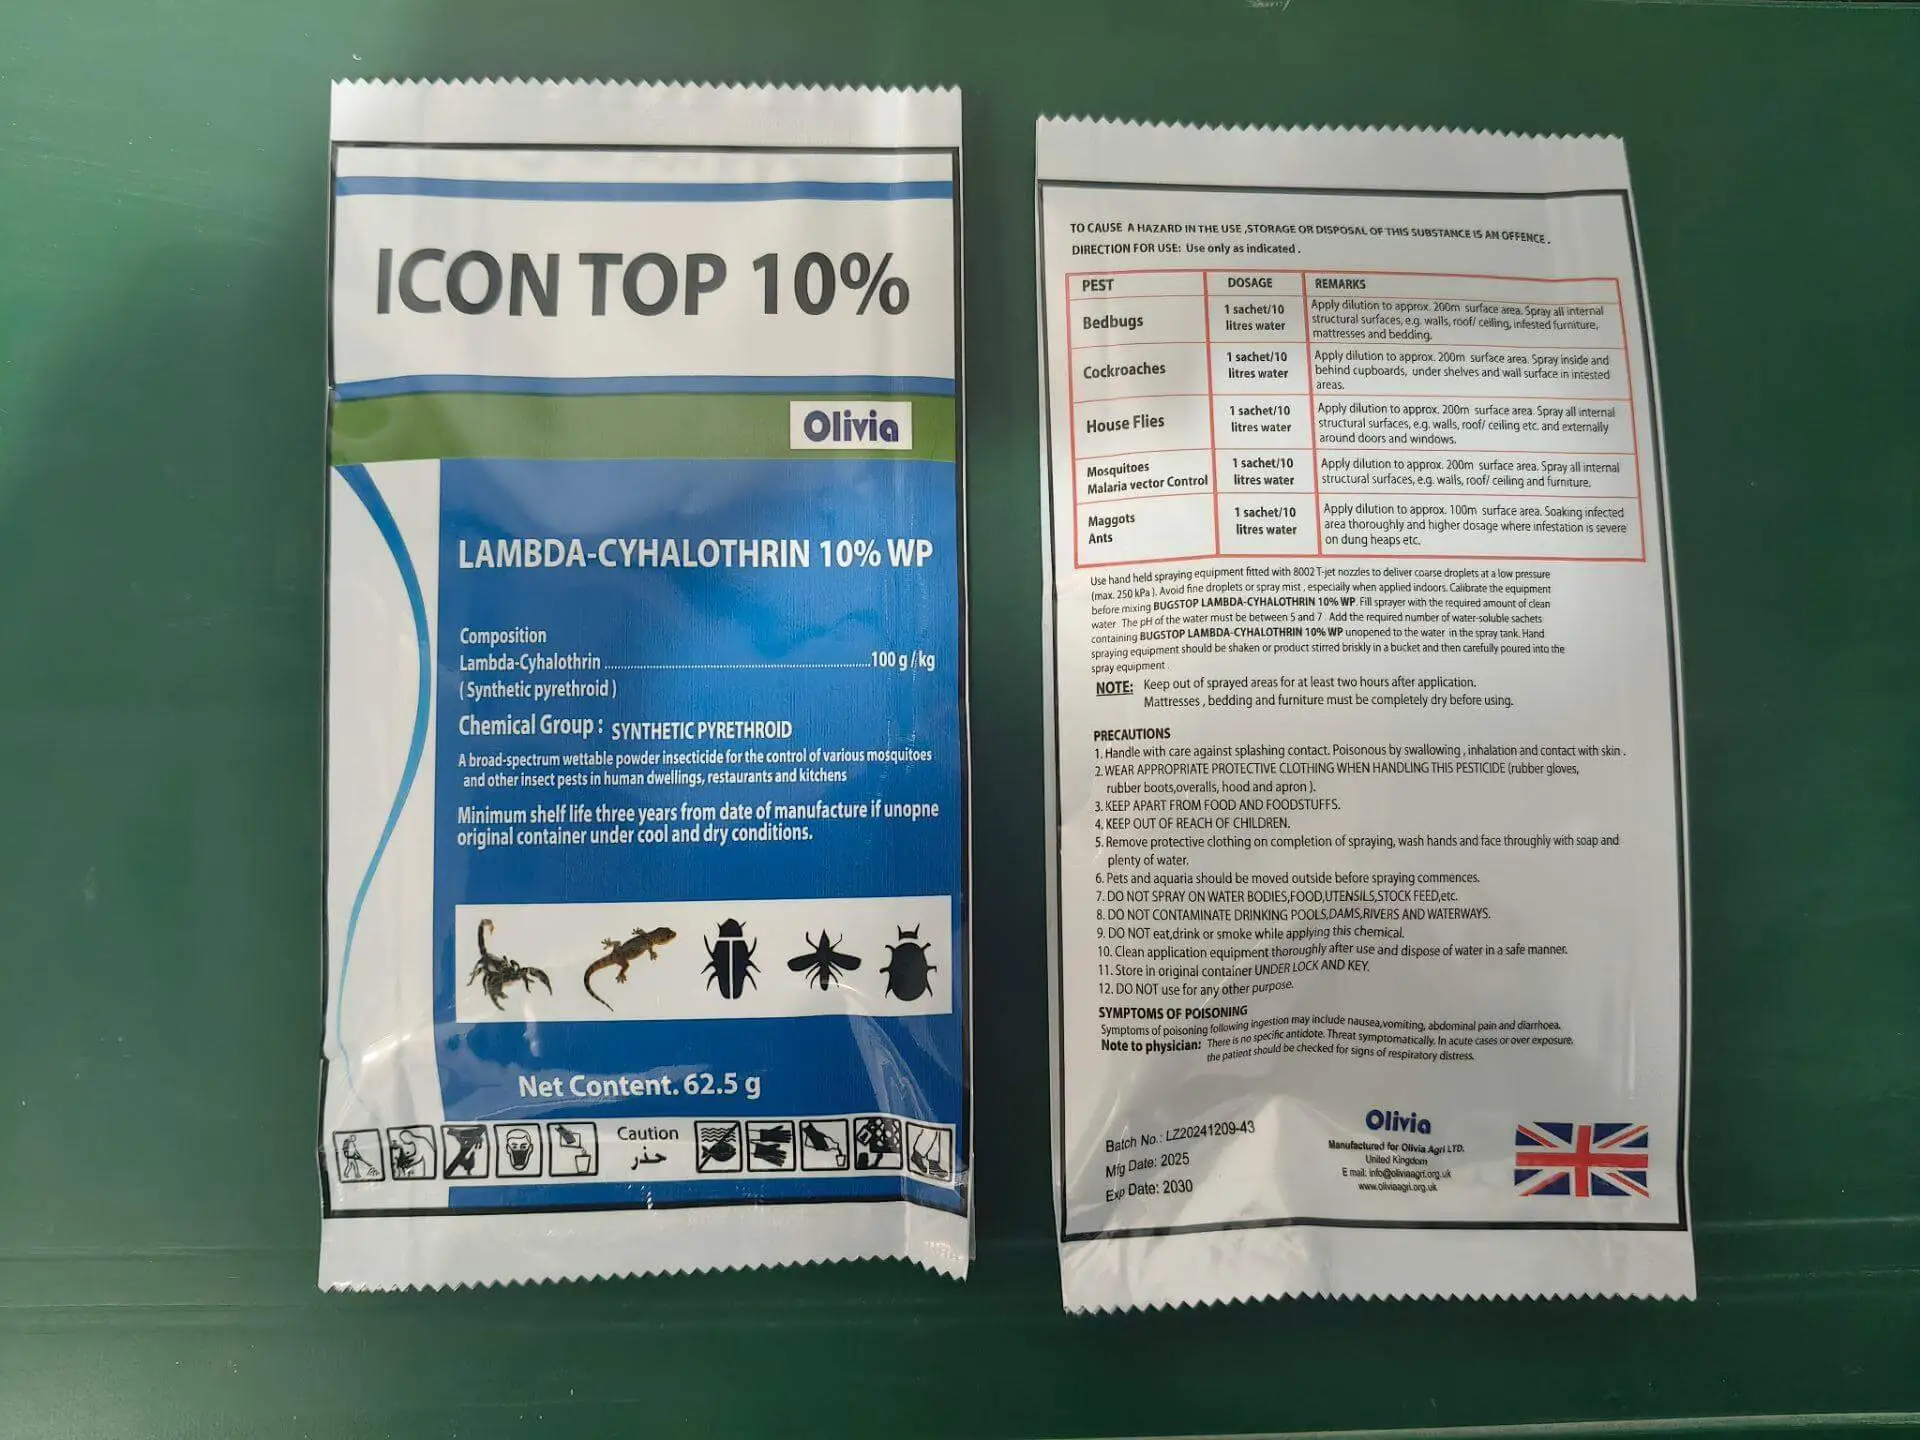 ICON TOP 10%
Olivia
LAMBDA-CYHALOTHRIN 10% WP
Composition
Lambda-Cyhalothrin ..........100 g / kg
( Synthetic pyrethroid )
Chemical Group : SYNTHETIC PYRETHROID
A broad-spectrum wettable powder insecticide for the control of various mosquitoes
and other insect pests in human dwellings, restaurants and kitchens
Minimum shelf life three years from date of manufacture if unopne
original container under cool and dry conditions.
Net Content. 62.5 g
Caution
حذر
TO CAUSE A HAZARD IN THE USE ,STORAGE OR DISPOSAL OF THIS SUBSTANCE IS AN OFFENCE .
DIRECTION FOR USE: Use only as indicated .
PEST DOSAGE REMARKS
Bedbugs
1 sachet/10
litres water
Apply dilution to approx. 200m surface area. Spray all internal
structural surfaces, e.g. walls, roof/ ceiling, infested furniture,
mattresses and bedding.
Cockroaches
1 sachet/10
litres water
Apply dilution to approx. 200m surface area. Spray inside and
behind cupboards, under shelves and wall surface in intested
areas.
House Flies
1 sachet/10
litres water
Apply dilution to approx. 200m surface area. Spray all internal
structural surfaces, e.g. walls, roof/ ceiling etc. and externally
around doors and windows.
Mosquitoes
Malaria vector Control
1 sachet/10
litres water
Apply dilution to approx. 200m surface area. Spray all internal
structural surfaces, e.g. walls, roof/ ceiling and furniture.
Maggots
Ants
1 sachet/10
litres water
Apply dilution to approx. 100m surface area. Soaking infected
area thoroughly and higher dosage where infestation is severe
on dung heaps etc.
Use hand held spraying equipment fitted with 8002 T-jet nozzles to deliver coarse droplets at a low pressure
(max. 250 kPa ). Avoid fine droplets or spray mist , especially when applied indoors. Calibrate the equipment
before mixing BUGSTOP LAMBDA-CYHALOTHRIN 10% WP. Fill sprayer with the required amount of clean
water The pH of the water must be between 5 and 7 . Add the required number of water-soluble sachets
containing BUGSTOP LAMBDA-CYHALOTHRIN 10% WP unopened to the water in the spray tank. Hand
spraying equipment should be shaken or product stirred briskly in a bucket and then carefully poured into the
spray equipment .
NOTE: Keep out of sprayed areas for at least two hours after application.
Mattresses , bedding and furniture must be completely dry before using.
PRECAUTIONS
1. Handle with care against splashing contact. Poisonous by swallowing , inhalation and contact with skin .
2. WEAR APPROPRIATE PROTECTIVE CLOTHING WHEN HANDLING THIS PESTICIDE (rubber gloves,
rubber boots,overalls, hood and apron ).
3. KEEP APART FROM FOOD AND FOODSTUFFS.
4. KEEP OUT OF REACH OF CHILDREN.
5. Remove protective clothing on completion of spraying, wash hands and face throughly with soap and
plenty of water.
6. Pets and aquaria should be moved outside before spraying commences.
7. DO NOT SPRAY ON WATER BODIES,FOOD,UTENSILS,STOCK FEED,etc.
8. DO NOT CONTAMINATE DRINKING POOLS,DAMS,RIVERS AND WATERWAYS.
9. DO NOT eat,drink or smoke while applying this chemical.
10. Clean application equipment thoroughly after use and dispose of water in a safe manner.
11. Store in original container UNDER LOCK AND KEY.
12. DO NOT use for any other purpose.
SYMPTOMS OF POISONING
Symptoms of poisoning following ingestion may include nausea,vomiting, abdominal pain and diarrhoea.
Note to physician: There is no specific antidote. Threat symptomatically. In acute cases or over exposure,
the patient should be checked for signs of respiratory distress.
Batch No.: LZ20241209-43
Mfg Date: 2025
Exp Date: 2030
Olivia
Manufactured for Olivia Agri LTD.
United Kingdom
E mail: info@oliviaagri.org.uk
www.oliviaagri.org.uk